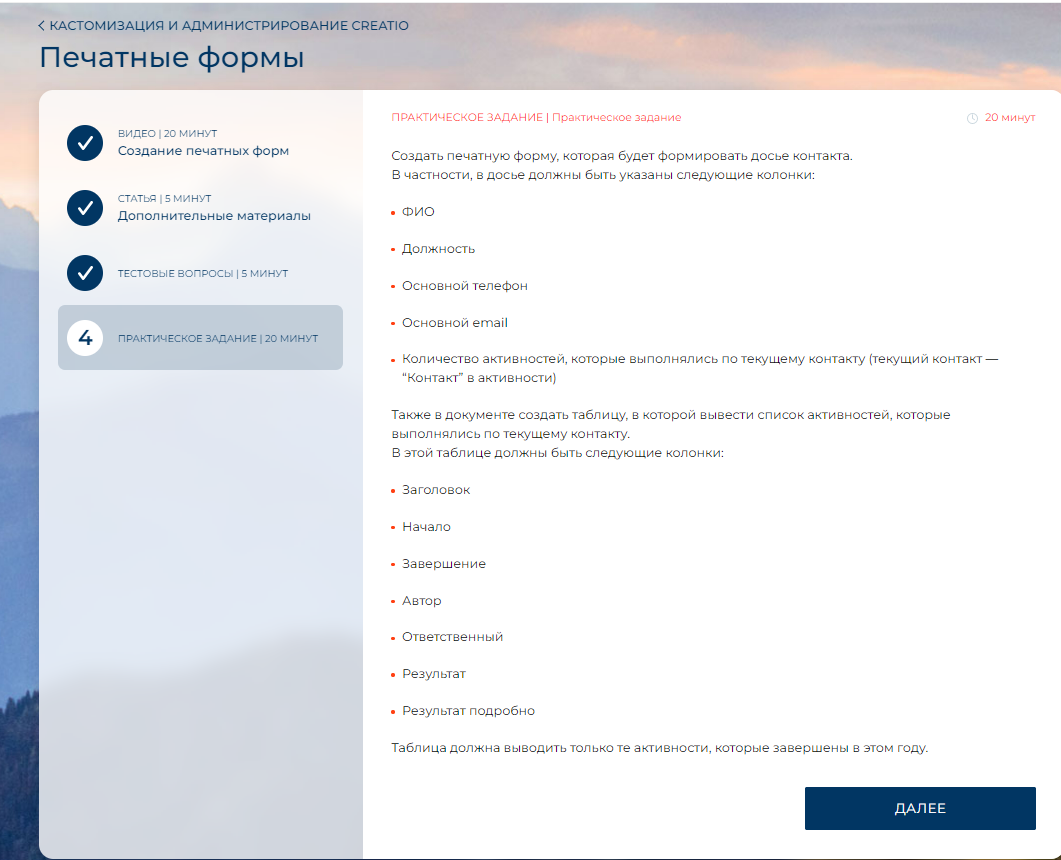 < КАСТОМИЗАЦИЯ И АДМИНИСТРИРОВАНИЕ CREATIO
Печатные формы
ВИДЕО | 20 МИНУТ
Создание печатных форм
СТАТЬЯ | 5 МИНУТ
Дополнительные материалы
ТЕСТОВЫЕ ВОПРОСЫ | 5 МИНУТ
4
ПРАКТИЧЕСКОЕ ЗАДАНИЕ | 20 МИНУТ
ПРАКТИЧЕСКОЕ ЗАДАНИЕ | Практическое задание
20 минут
Создать печатную форму, которая будет формировать досье контакта.
В частности, в досье должны быть указаны следующие колонки:
• ФИО
• Должность
• Основной телефон
• Основной email
• Количество активностей, которые выполнялись по текущему контакту (текущий контакт —
“Контакт” в активности)
Также в документе создать таблицу, в которой вывести список активностей, которые
выполнялись по текущему контакту.
В этой таблице должны быть следующие колонки:
• Заголовок
• Начало
• Завершение
• Автор
• Ответственный
• Результат
• Результат подробно
Таблица должна выводить только те активности, которые завершены в этом году.
ДАЛЕЕ